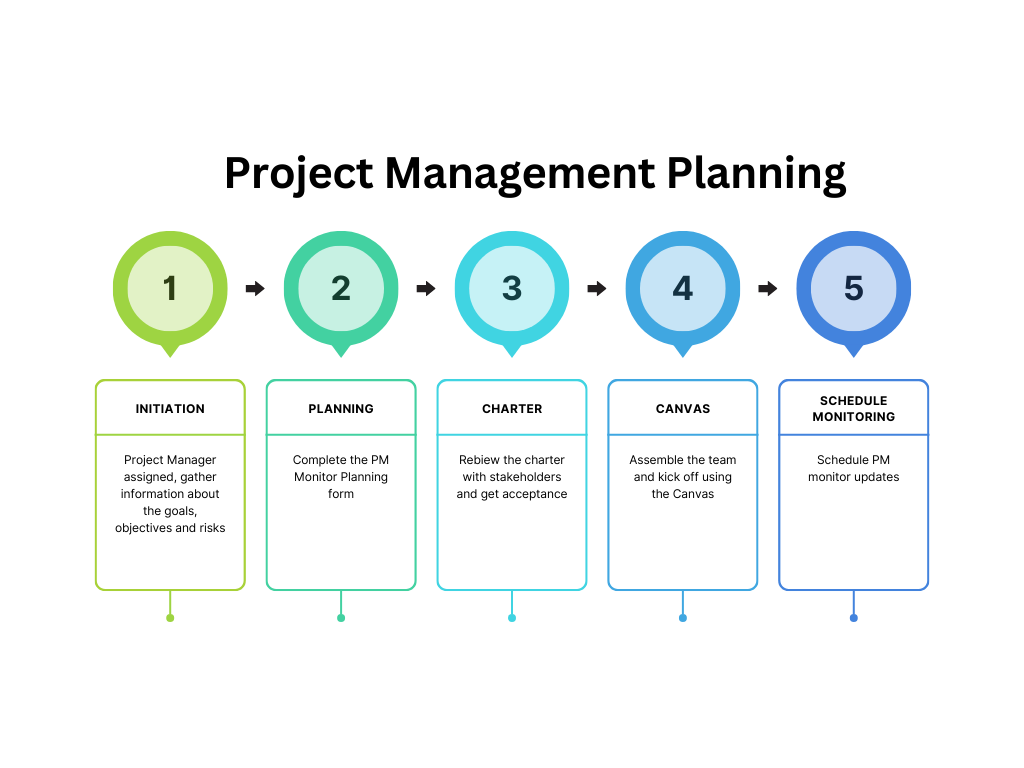 Project Management Planning
1
2
3
4
5
INITIATION
Project Manager
assigned, gather
information about
the goals,
objectives and risks
PLANNING
Complete the PM
Monitor Planning
form
CHARTER
Rebiew the charter
with stakeholders
and get acceptance
CANVAS
Assemble the team
and kick off using
the Canvas
SCHEDULE
MONITORING
Schedule PM
monitor updates